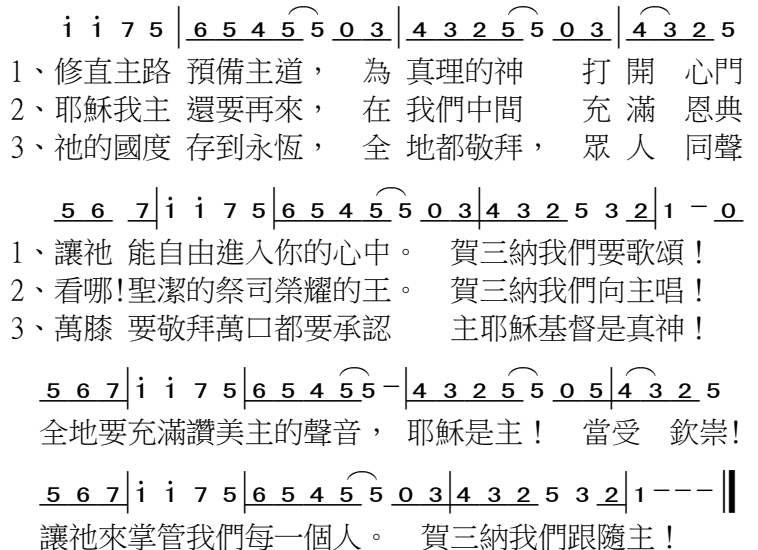 i i 7 5 | 6 5 4 5 5 0 3 | 4 3 2 5 5 0 3 | 4 3 2 5
1、修直主路 預備主道， 為 真理的神 打 開 心門
2、耶穌我主 還要再來， 在 我們中間 充 滿 恩典
3、祂的國度 存到永恆， 全 地都敬拜， 眾 人 同聲
5 6 7 | i i 7 5 | 6 5 4 5 5 0 3 | 4 3 2 5 3 2 | 1 - 0
1、讓祂 能自由進入你的心中。 賀三納我們要歌頌！
2、看哪!聖潔的祭司榮耀的王。 賀三納我們向主唱！
3、萬膝 要敬拜萬口都要承認 主耶穌基督是真神！
5 6 7 | i i 7 5 | 6 5 4 5 5 - | 4 3 2 5 5 0 5 | 4 3 2 5
全地要充滿讚美主的聲音， 耶穌是主！ 當受 欽崇!
5 6 7 | i i 7 5 | 6 5 4 5 5 0 3 | 4 3 2 5 3 2 | 1 - - - ‖
讓祂來掌管我們每一個人。 賀三納我們跟隨主！